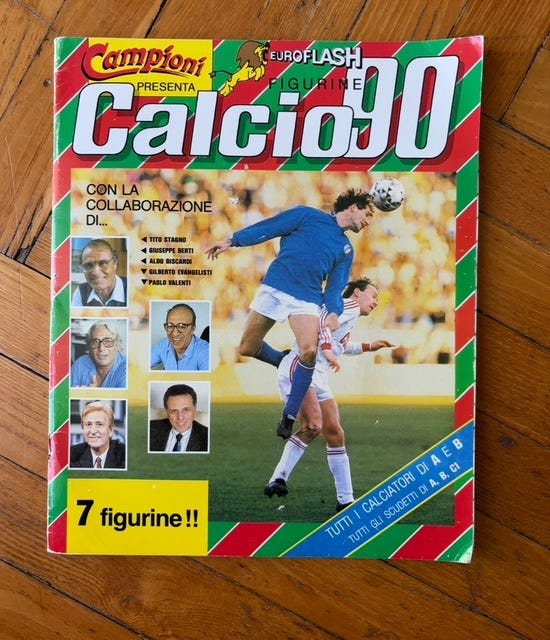 Campioni
PRESENTA
EUROFLASH
FIGURINE
Calcio 90
CON LA
COLLABORAZIONE
DI...
◀ TITO STAGNO
◀ GIUSEPPE BERTI
◀ ALDO BISCARDI
▼ GILBERTO EVANGELISTI
▼ PAOLO VALENTI
7 figurine!!
TUTTI I CALCIATORI DI A E B
TUTTI GLI SCUDETTI DI A, B, C1